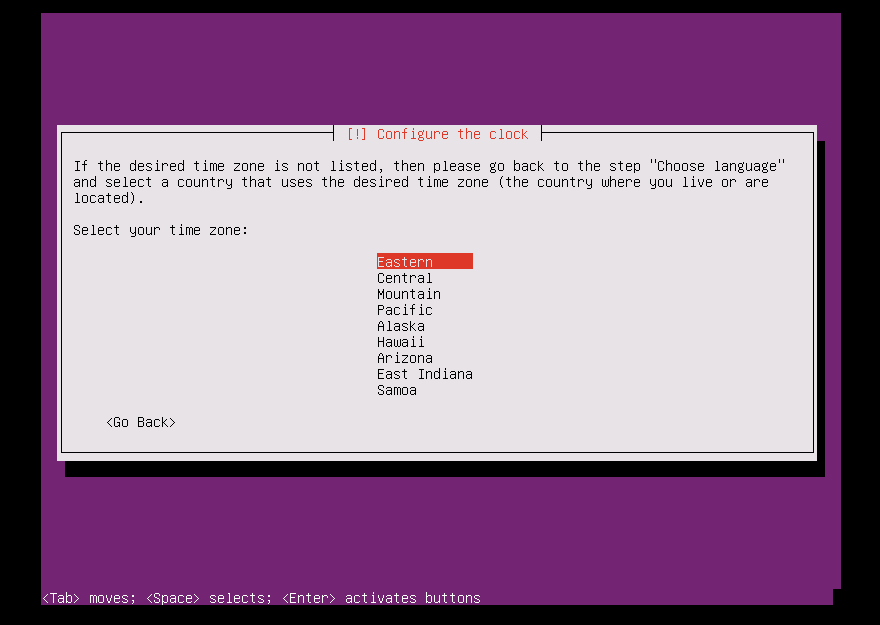 [!] Configure the clock
If the desired time zone is not listed, then please go back to the step "Choose language"
and select a country that uses the desired time zone (the country where you live or are
located).
Select your time zone:
Eastern
Central
Mountain
Pacific
Alaska
Hawaii
Arizona
East Indiana
Samoa
<Go Back>
<Tab> moves; <Space> selects; <Enter> activates buttons